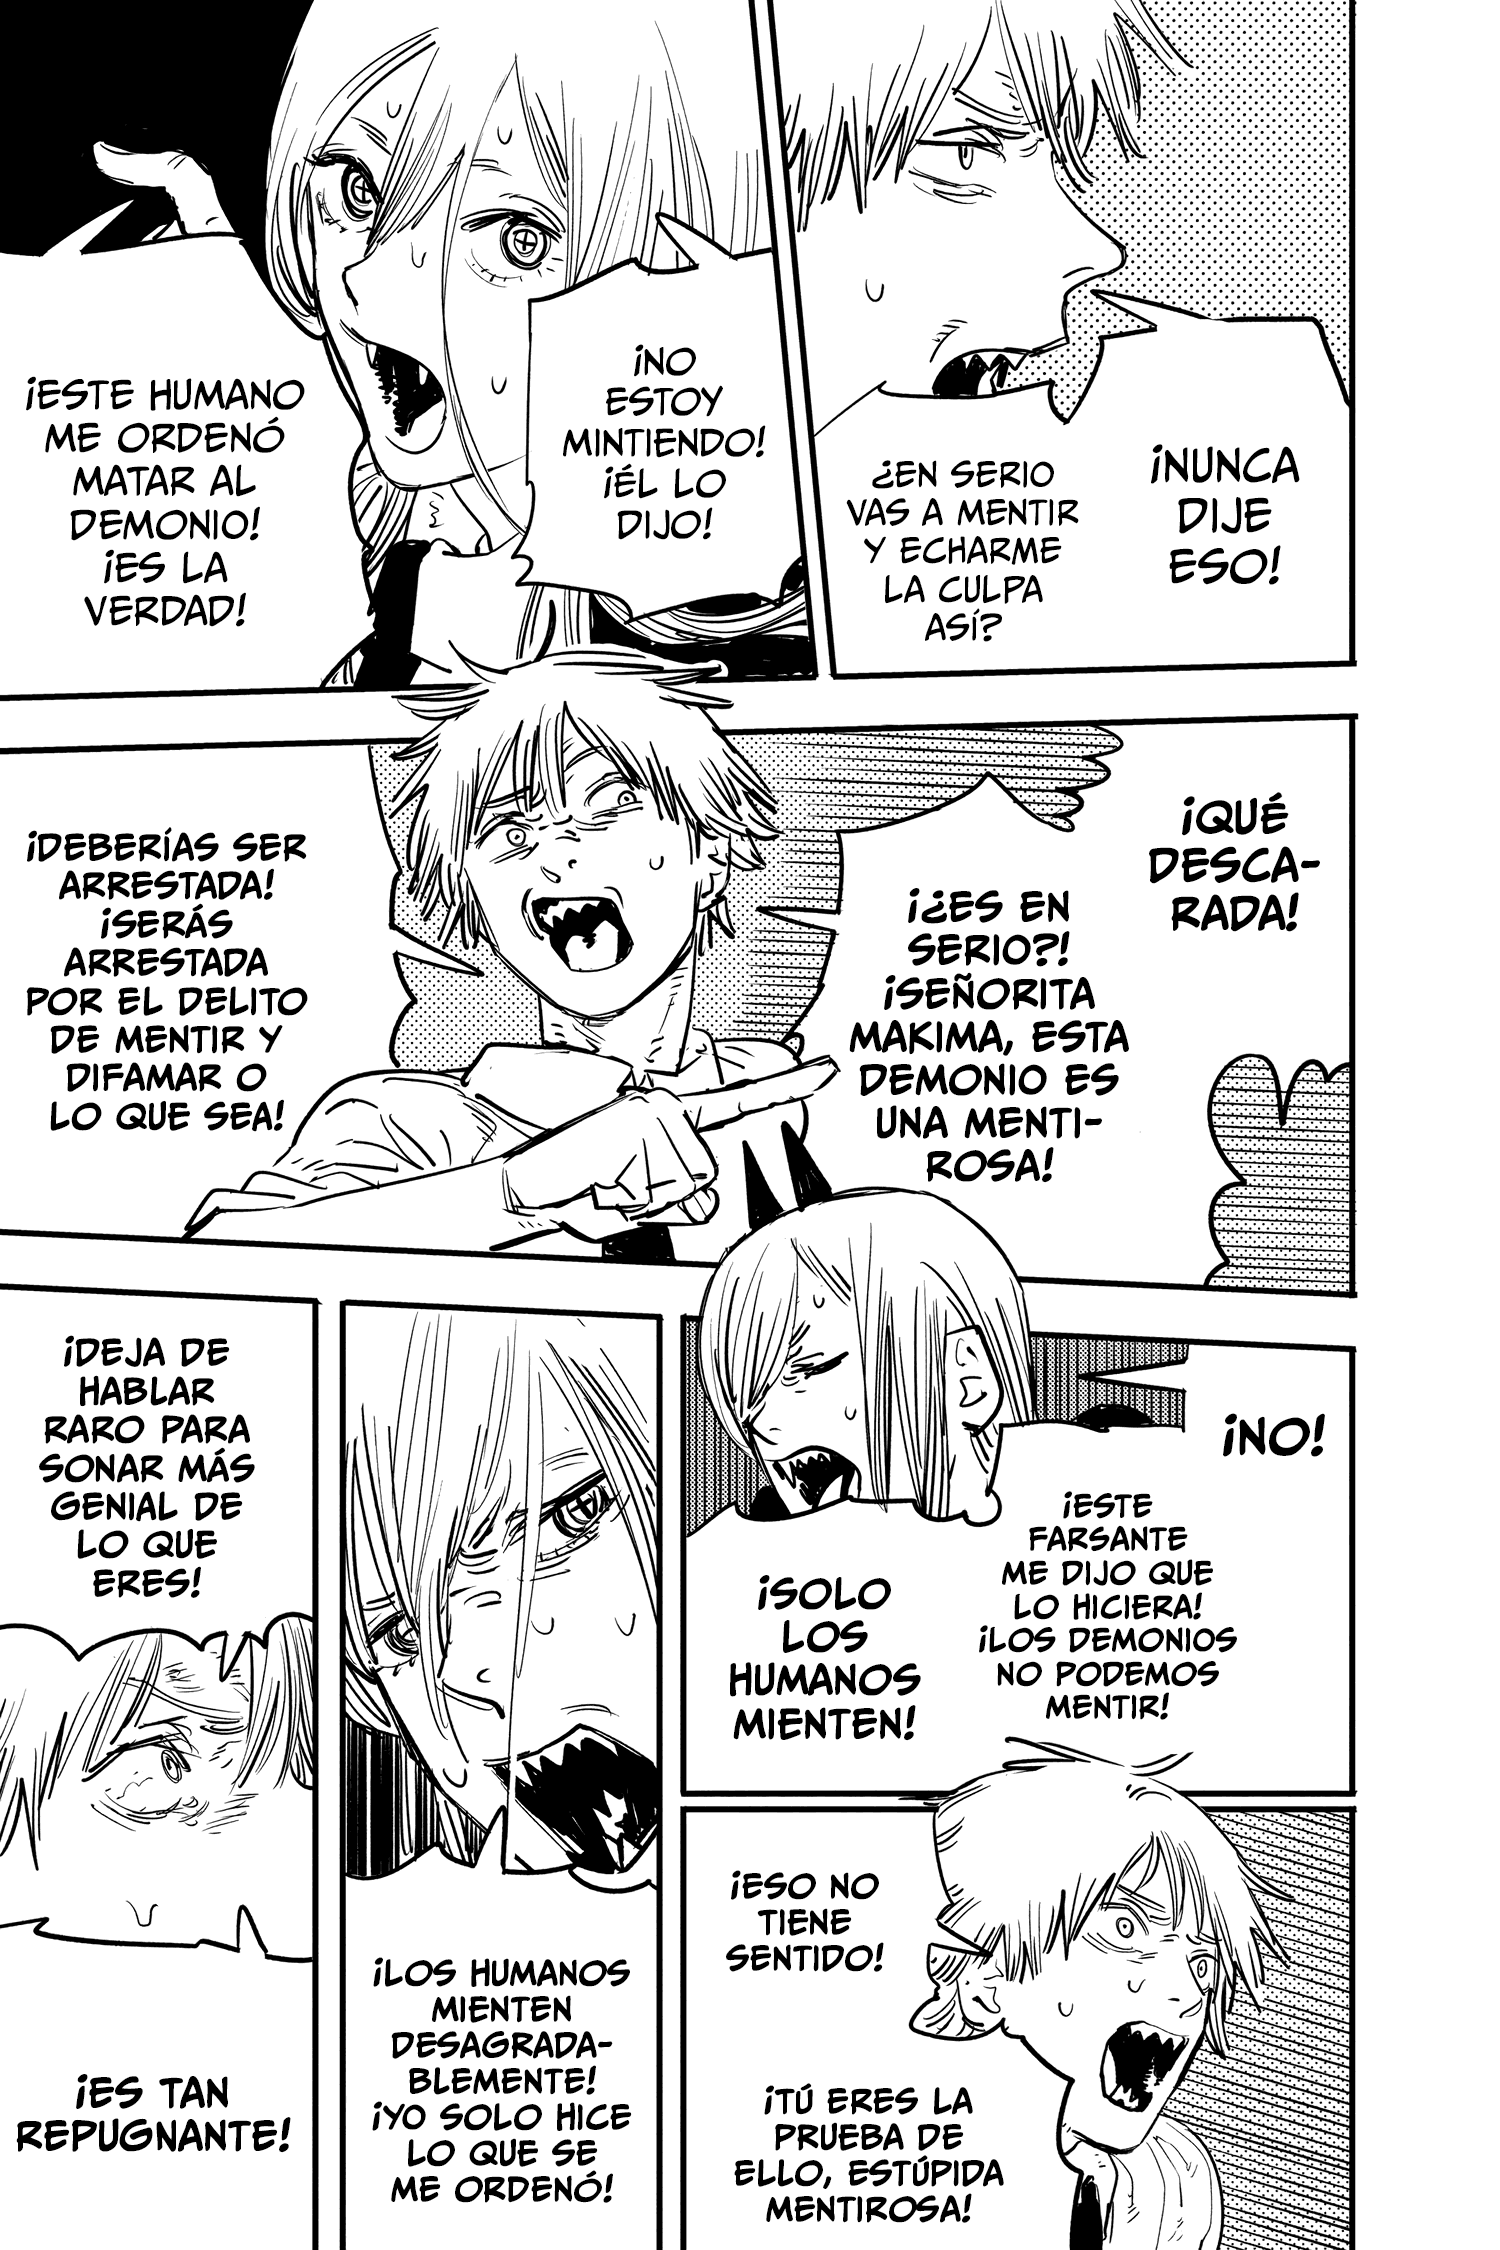 ¡NUNCA
DIJE
ESO!
¿EN SERIO
VAS A MENTIR
Y ECHARME
LA CULPA
ASÍ?
¡NO
ESTOY
MINTIENDO!
¡ÉL LO
DIJO!
¡ESTE HUMANO
ME ORDENÓ
MATAR AL
DEMONIO!
¡ES LA
VERDAD!
¡QUÉ
DESCA-
RADA!
¡¿ES EN
SERIO?!
¡SEÑORITA
MAKIMA, ESTA
DEMONIO ES
UNA MENTI-
ROSA!
¡DEBERÍAS SER
ARRESTADA!
¡SERÁS
ARRESTADA
POR EL DELITO
DE MENTIR Y
DIFAMAR O
LO QUE SEA!
¡NO!
¡ESTE
FARSANTE
ME DIJO QUE
LO HICIERA!
¡LOS DEMONIOS
NO PODEMOS
MENTIR!
¡SOLO
LOS
HUMANOS
MIENTEN!
¡ESO NO
TIENE
SENTIDO!
¡TÚ ERES LA
PRUEBA DE
ELLO, ESTÚPIDA
MENTIROSA!
¡LOS HUMANOS
MIENTEN
DESAGRADA-
BLEMENTE!
¡YO SOLO HICE
LO QUE SE
ME ORDENÓ!
¡DEJA DE
HABLAR
RARO PARA
SONAR MÁS
GENIAL DE
LO QUE
ERES!
¡ES TAN
REPUGNANTE!